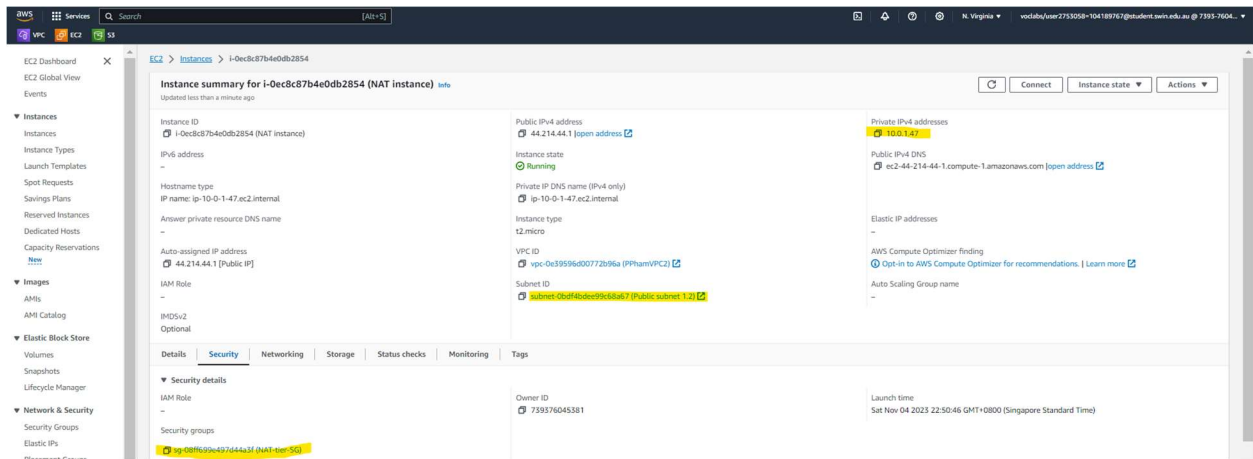 aws Services Search [Alt+S] N. Virginia voclabs/user2753058=104189767@student.swin.edu.au @ 7393-7604...
VPC EC2 S3
EC2 Dashboard
EC2 Global View
Events
Instances
Instances
Instance Types
Launch Templates
Spot Requests
Savings Plans
Reserved Instances
Dedicated Hosts
Capacity Reservations
New
Images
AMIs
AMI Catalog
Elastic Block Store
Volumes
Snapshots
Lifecycle Manager
Network & Security
Security Groups
Elastic IPs
Placement Groups
EC2 > Instances > i-0ec8c87b4e0db2854
Instance summary for i-0ec8c87b4e0db2854 (NAT instance) Info
Updated less than a minute ago
Connect Instance state Actions
Instance ID
i-0ec8c87b4e0db2854 (NAT instance)
Public IPv4 address
44.214.44.1 |open address
Private IPv4 addresses
10.0.1.47
IPv6 address
–
Instance state
Running
Public IPv4 DNS
ec2-44-214-44-1.compute-1.amazonaws.com |open address
Hostname type
IP name: ip-10-0-1-47.ec2.internal
Private IP DNS name (IPv4 only)
ip-10-0-1-47.ec2.internal
Answer private resource DNS name
–
Instance type
t2.micro
Elastic IP addresses
–
Auto-assigned IP address
44.214.44.1 [Public IP]
VPC ID
vpc-0e39596d00772b96a (PPhamVPC2)
AWS Compute Optimizer finding
Opt-in to AWS Compute Optimizer for recommendations. | Learn more
IAM Role
–
Subnet ID
subnet-0bdf4bdee99c68a67 (Public subnet 1.2)
Auto Scaling Group name
–
IMDSv2
Optional
Details Security Networking Storage Status checks Monitoring Tags
Security details
IAM Role
–
Owner ID
739376045381
Launch time
Sat Nov 04 2023 22:50:46 GMT+0800 (Singapore Standard Time)
Security groups
sg-08ff699e497d44a3f (NAT-tier-SG)